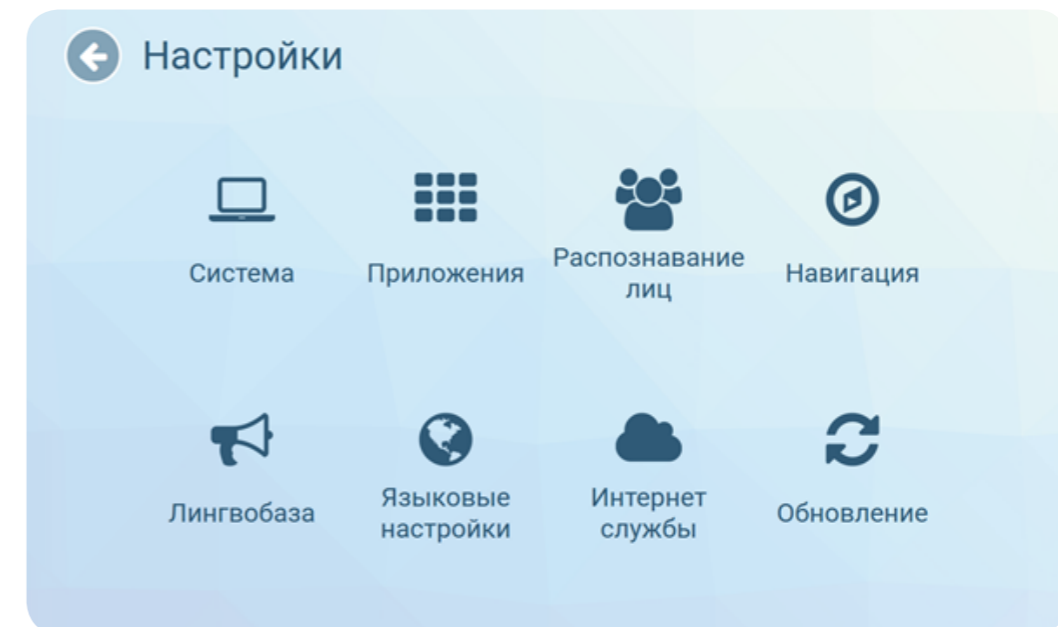 Настройки
Система
Приложения
Распознавание
лиц
Навигация
Лингвобаза
Языковые
настройки
Интернет
службы
Обновление